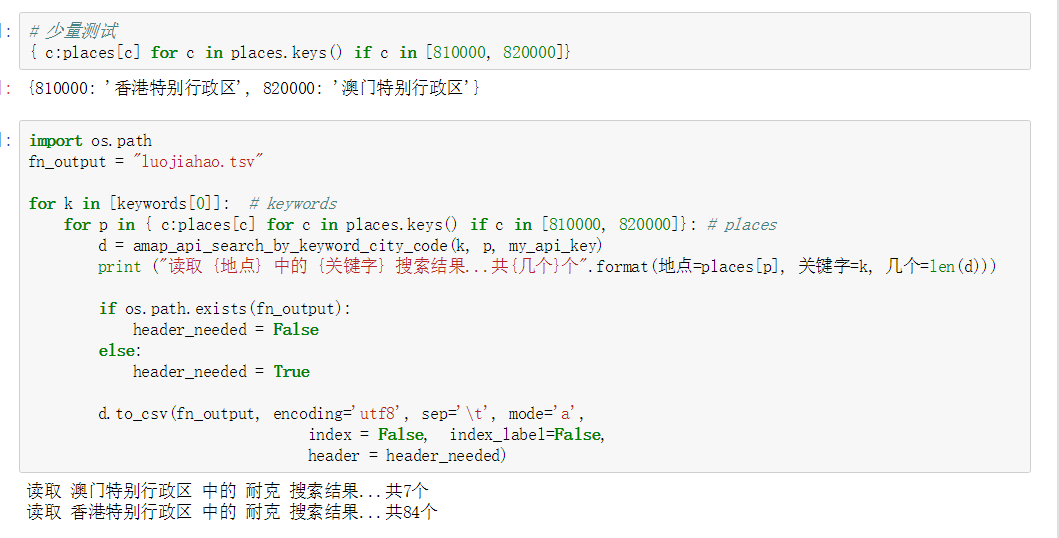 ]:
# 少量测试
{ c:places[c] for c in places.keys() if c in [810000, 820000]}
]:
{810000: '香港特别行政区', 820000: '澳门特别行政区'}
]:
import os.path
fn_output = "luojiahao.tsv"
for k in [keywords[0]]:  # keywords
    for p in { c:places[c] for c in places.keys() if c in [810000, 820000]}: # places
        d = amap_api_search_by_keyword_city_code(k, p, my_api_key)
        print ("读取 {地点} 中的 {关键字} 搜索结果...共{几个}个".format(地点=places[p], 关键字=k, 几个=len(d)))
        if os.path.exists(fn_output):
            header_needed = False
        else:
            header_needed = True
        d.to_csv(fn_output, encoding='utf8', sep='\t', mode='a',
                                index = False,  index_label=False,
                                header = header_needed)
读取 澳门特别行政区 中的 耐克 搜索结果...共7个
读取 香港特别行政区 中的 耐克 搜索结果...共84个